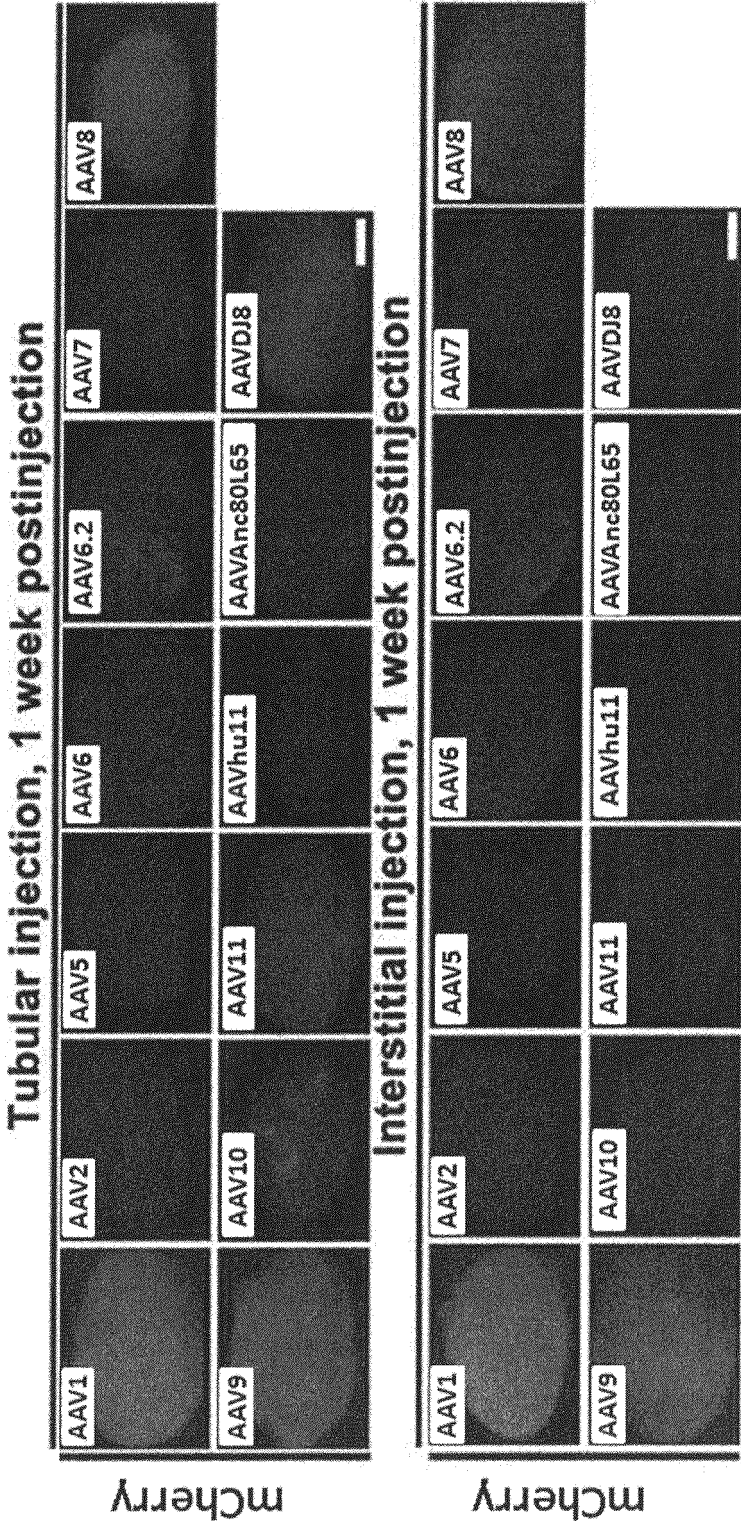 Tubular injection, 1 week postinjection
mCherry
AAV1
AAV2
AAV5
AAV6
AAV6.2
AAV7
AAV8
AAV9
AAV10
AAV11
AAVhu11
AAVAnc80L65
AAVDJ8
Interstitial injection, 1 week postinjection
mCherry
AAV1
AAV2
AAV5
AAV6
AAV6.2
AAV7
AAV8
AAV9
AAV10
AAV11
AAVhu11
AAVAnc80L65
AAVDJ8